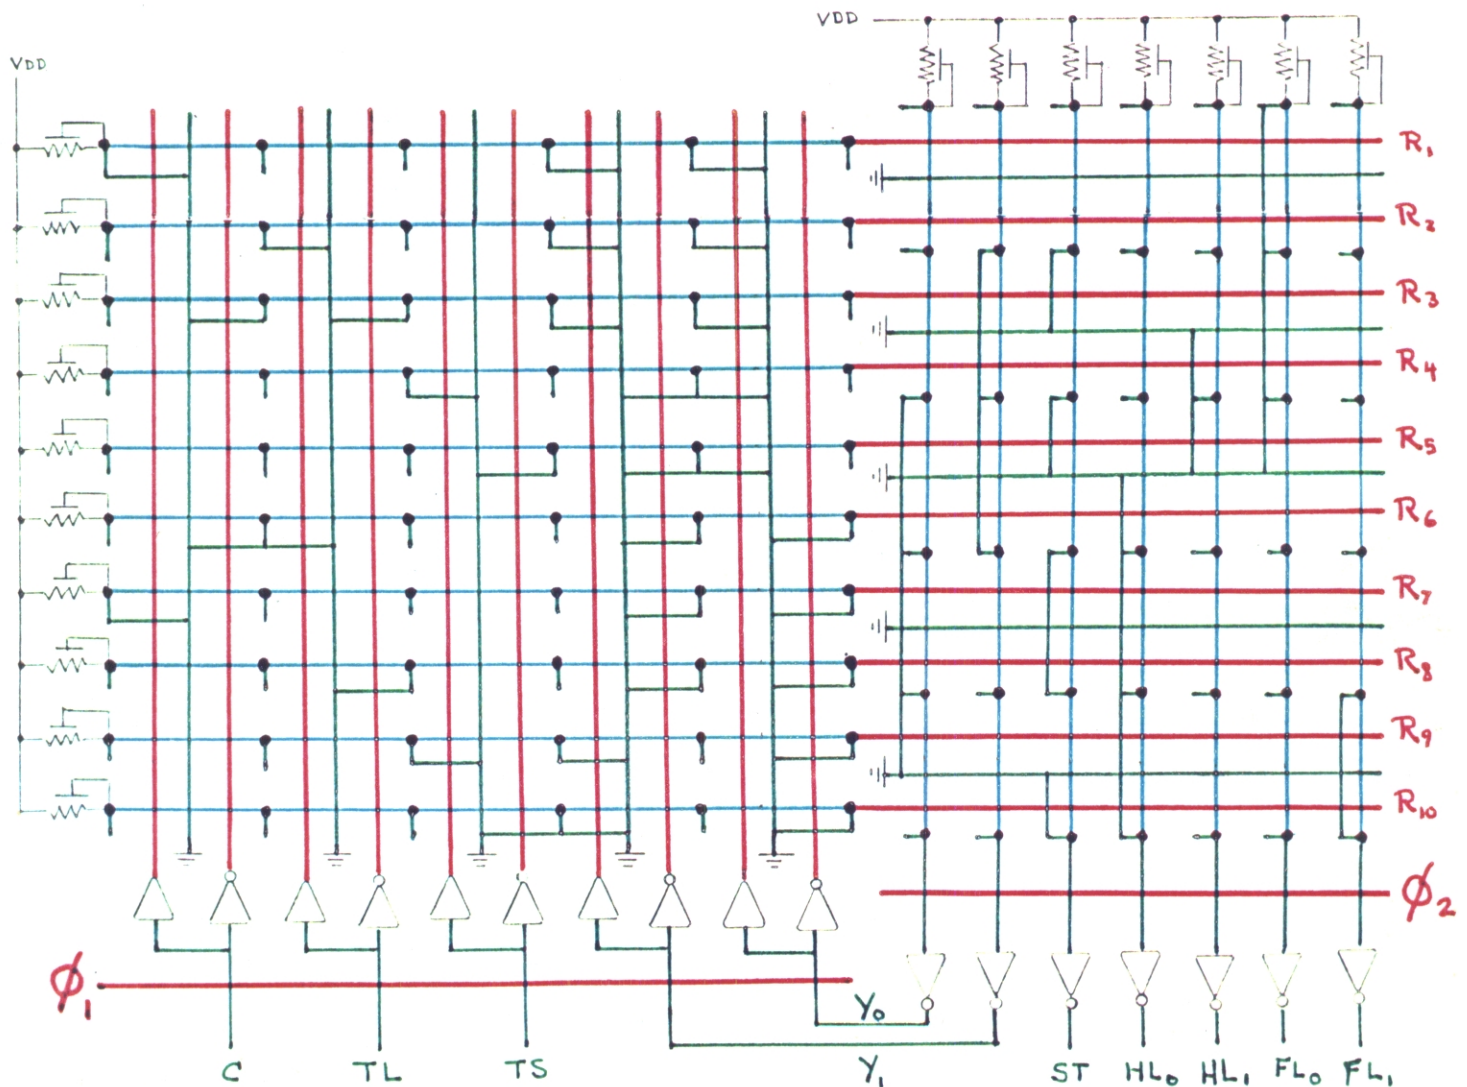 VDD
VDD
R₁
R₂
R₃
R₄
R₅
R₆
R₇
R₈
R₉
R₁₀
ϕ₂
ϕ₁
Y₀
C TL TS Y₁ ST HL₀ HL₁ FL₀ FL₁